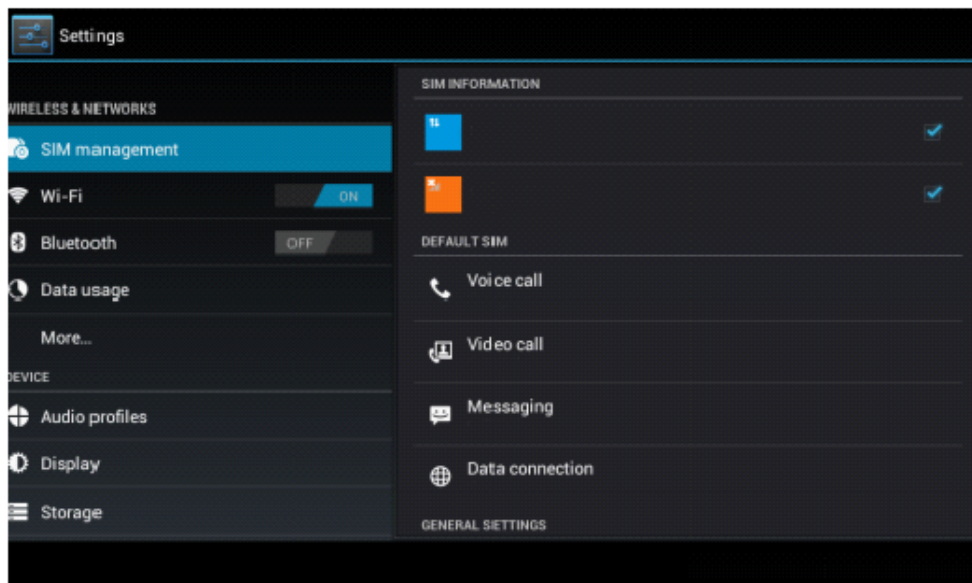 Settings
WIRELESS & NETWORKS
SIM management
Wi-Fi ON
Bluetooth OFF
Data usage
More...
DEVICE
Audio profiles
Display
Storage
SIM INFORMATION
DEFAULT SIM
Voice call
Video call
Messaging
Data connection
GENERAL SETTINGS